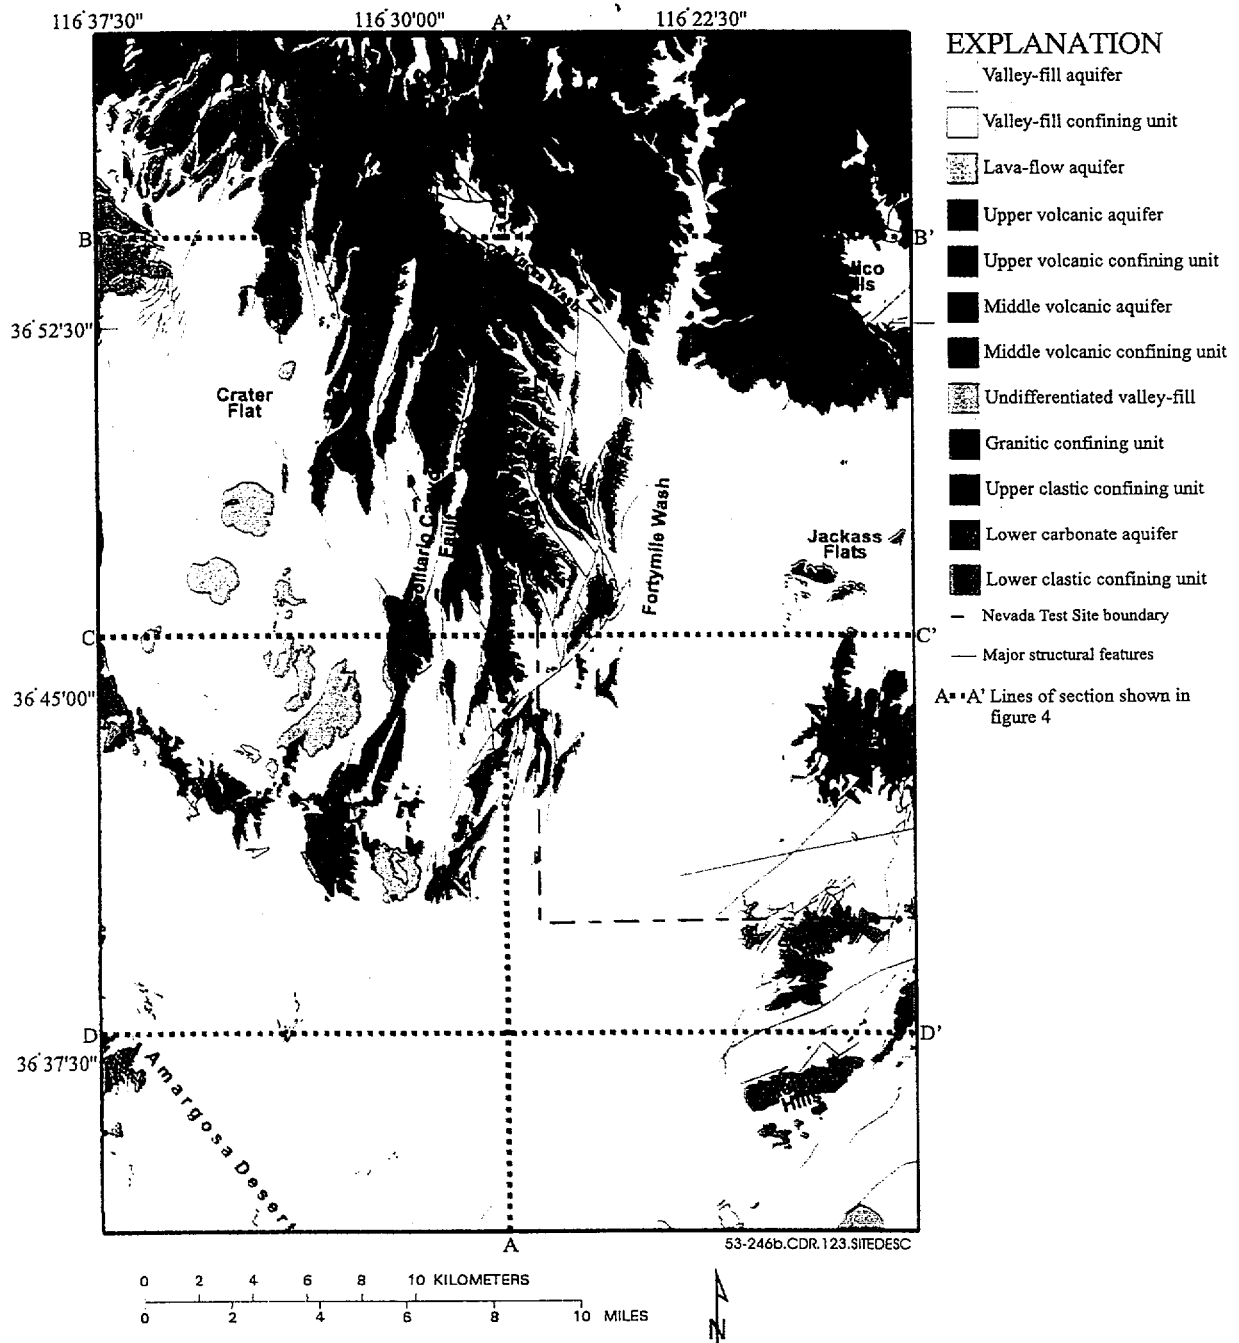 116°37'30" 116°30'00" A' 116°22'30"
EXPLANATION
Valley-fill aquifer
Valley-fill confining unit
Lava-flow aquifer
Upper volcanic aquifer
Upper volcanic confining unit
Middle volcanic aquifer
Middle volcanic confining unit
Undifferentiated valley-fill
Granitic confining unit
Upper clastic confining unit
Lower carbonate aquifer
Lower clastic confining unit
Nevada Test Site boundary
Major structural features
A A' Lines of section shown in
figure 4
B B'
Wash
36°52'30"
Crater
Flat
Fault
Fortymile Wash
Jackass
Flats
C C'
36°45'00"
D D'
36°37'30"
Hills
Amargosa Desert
A
53-246b.CDR.123.SITEDESC
0 2 4 6 8 10 KILOMETERS
0 2 4 6 8 10 MILES
N